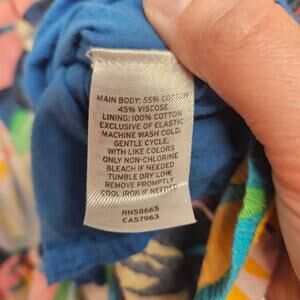 MAIN BODY: 55% COTTON
45% VISCOSE
LINING: 100% COTTON
EXCLUSIVE OF ELASTIC
MACHINE WASH COLD,
GENTLE CYCLE,
WITH LIKE COLORS
ONLY NON-CHLORINE
BLEACH IF NEEDED
TUMBLE DRY LOW
REMOVE PROMPTLY
COOL IRON IF NEEDED
RN58665
CA57963